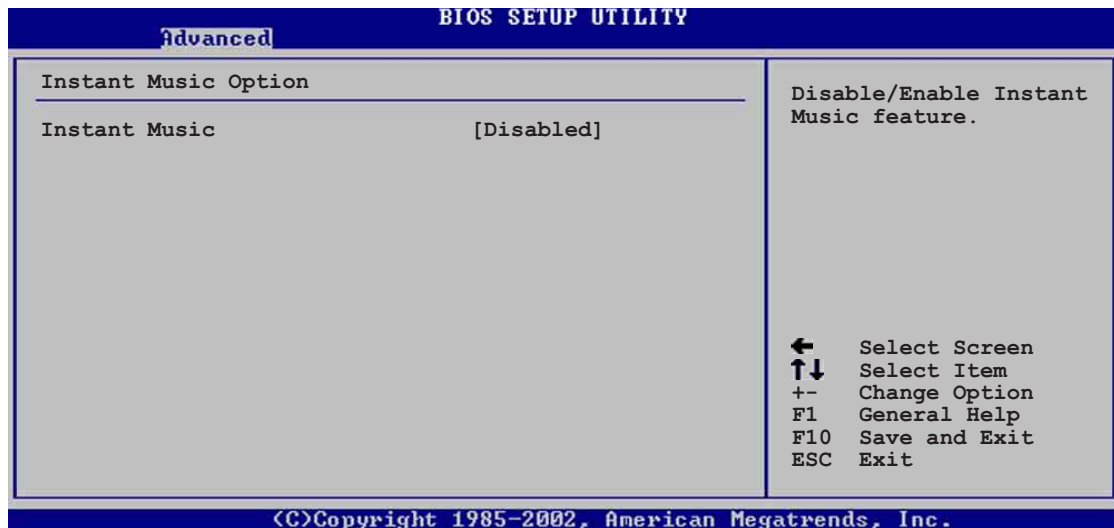 BIOS SETUP UTILITY
Advanced
Instant Music Option
Instant Music [Disabled]
Disable/Enable Instant
Music feature.
← Select Screen
↑↓ Select Item
+- Change Option
F1 General Help
F10 Save and Exit
ESC Exit
(C)Copyright 1985-2002, American Megatrends, Inc.